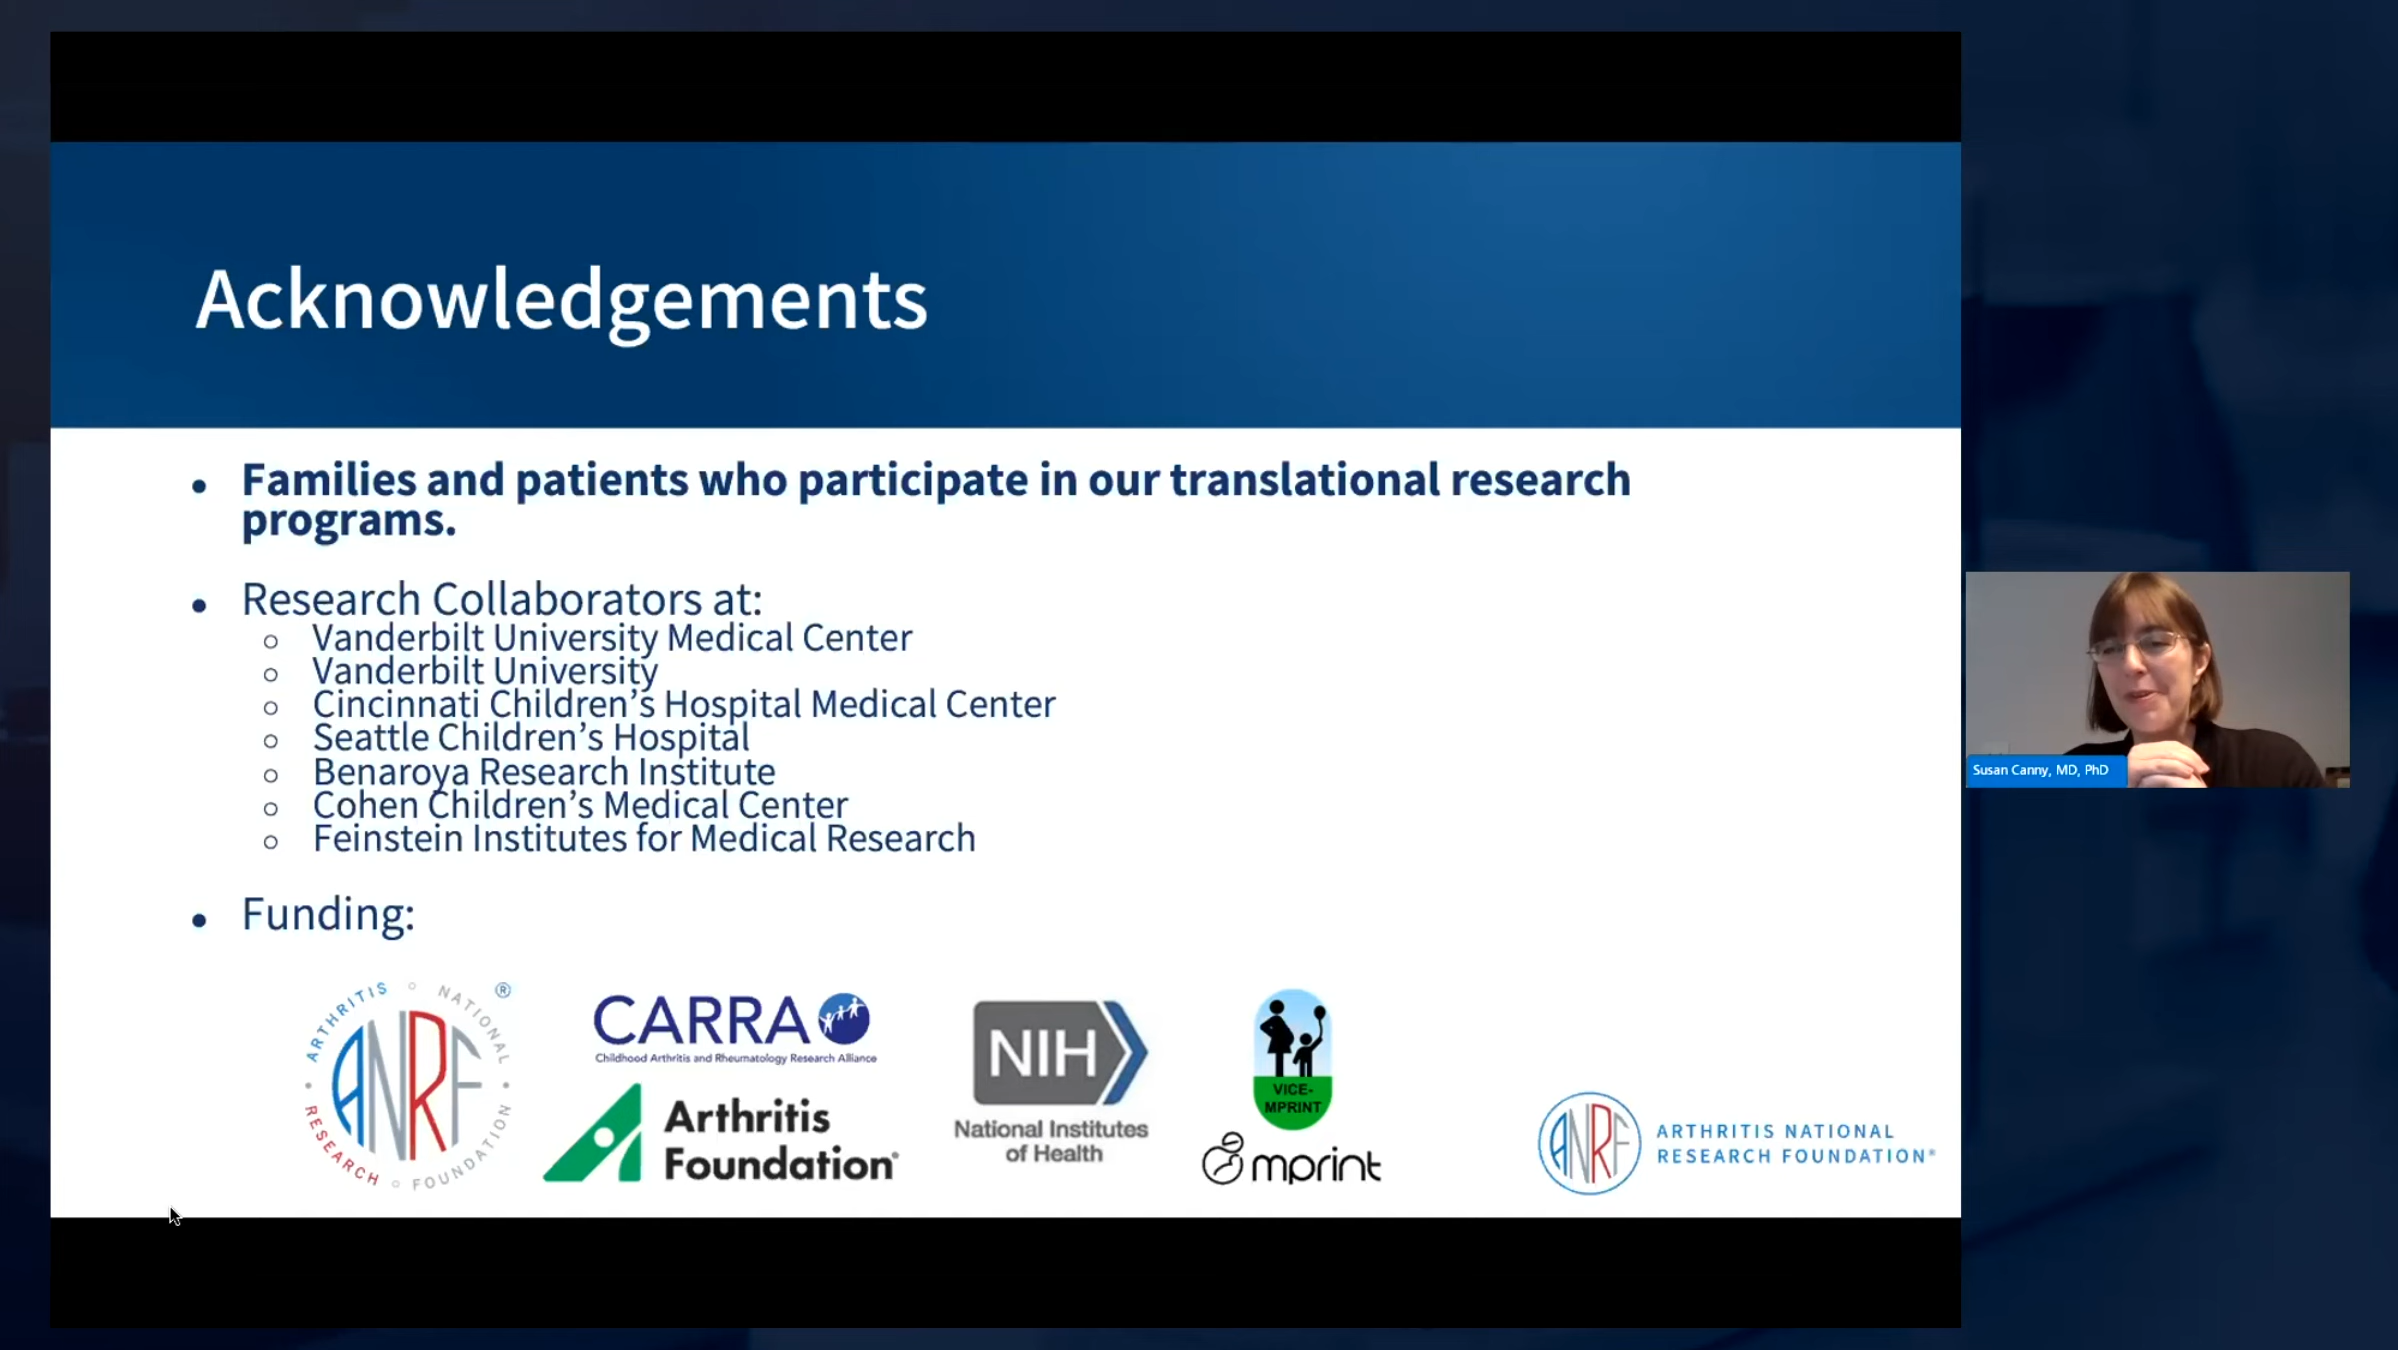 Acknowledgements
• Families and patients who participate in our translational research
programs.
• Research Collaborators at:
○ Vanderbilt University Medical Center
○ Vanderbilt University
○ Cincinnati Children’s Hospital Medical Center
○ Seattle Children’s Hospital
○ Benaroya Research Institute
○ Cohen Children’s Medical Center
○ Feinstein Institutes for Medical Research
Susan Canny, MD, PhD
• Funding:
ARTHRITIS NATIONAL ®
RESEARCH FOUNDATION
ANRF
CARRA
Childhood Arthritis and Rheumatology Research Alliance
Arthritis
Foundation®
NIH
National Institutes
of Health
VICE-
MPRINT
mprint
ANRF
ARTHRITIS NATIONAL
RESEARCH FOUNDATION®